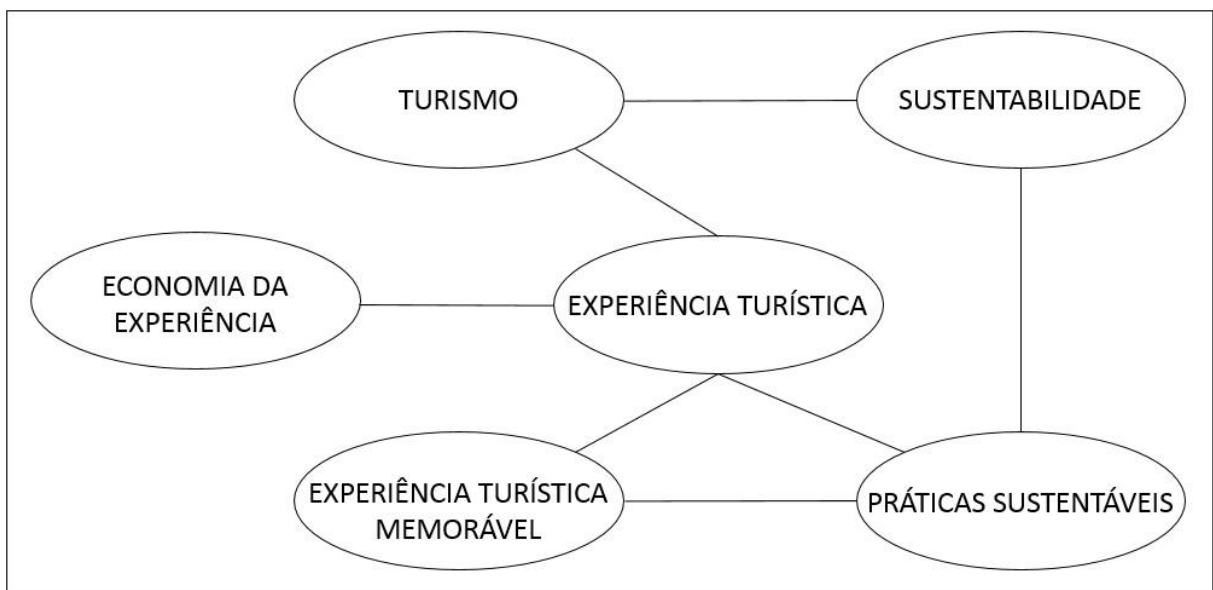 TURISMO
SUSTENTABILIDADE
ECONOMIA DA
EXPERIÊNCIA
EXPERIÊNCIA TURÍSTICA
EXPERIÊNCIA TURÍSTICA
MEMORÁVEL
PRÁTICAS SUSTENTÁVEIS